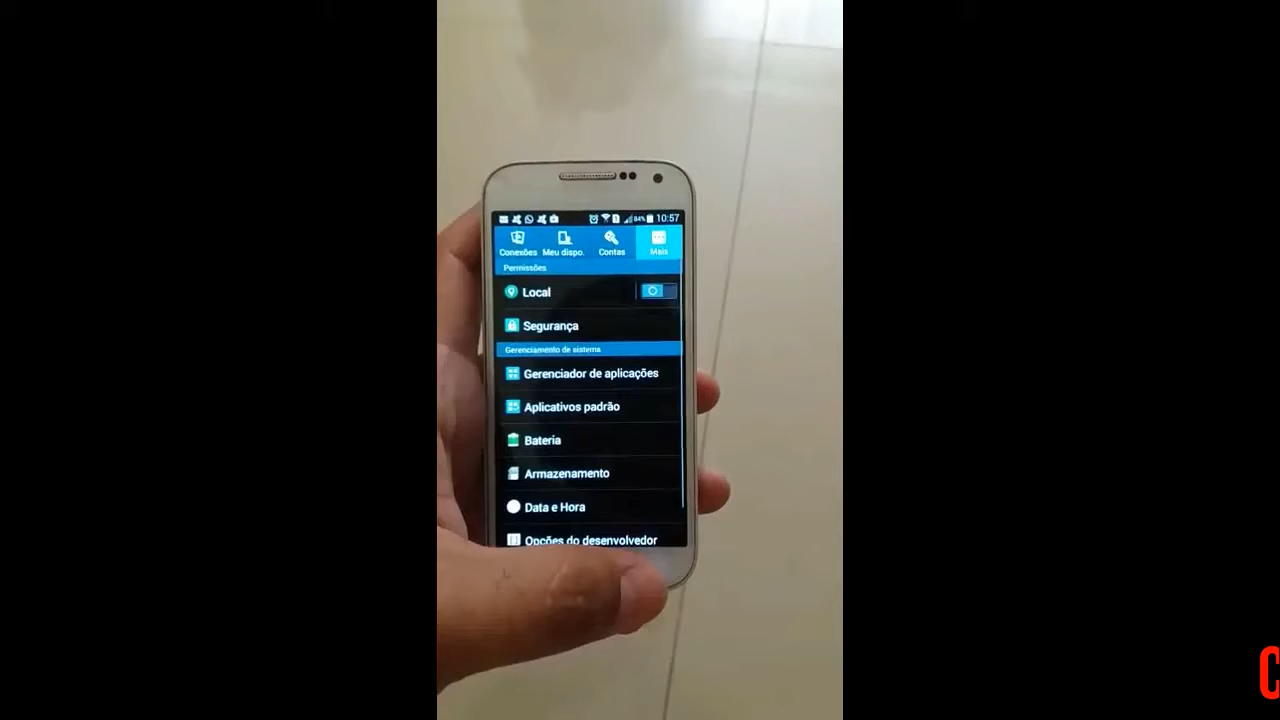 84% 10:57
Conexões Meu dispo. Contas Mais
Permissões
Local
Segurança
Gerenciamento de sistema
Gerenciador de aplicações
Aplicativos padrão
Bateria
Armazenamento
Data e Hora
Opções do desenvolvedor
C